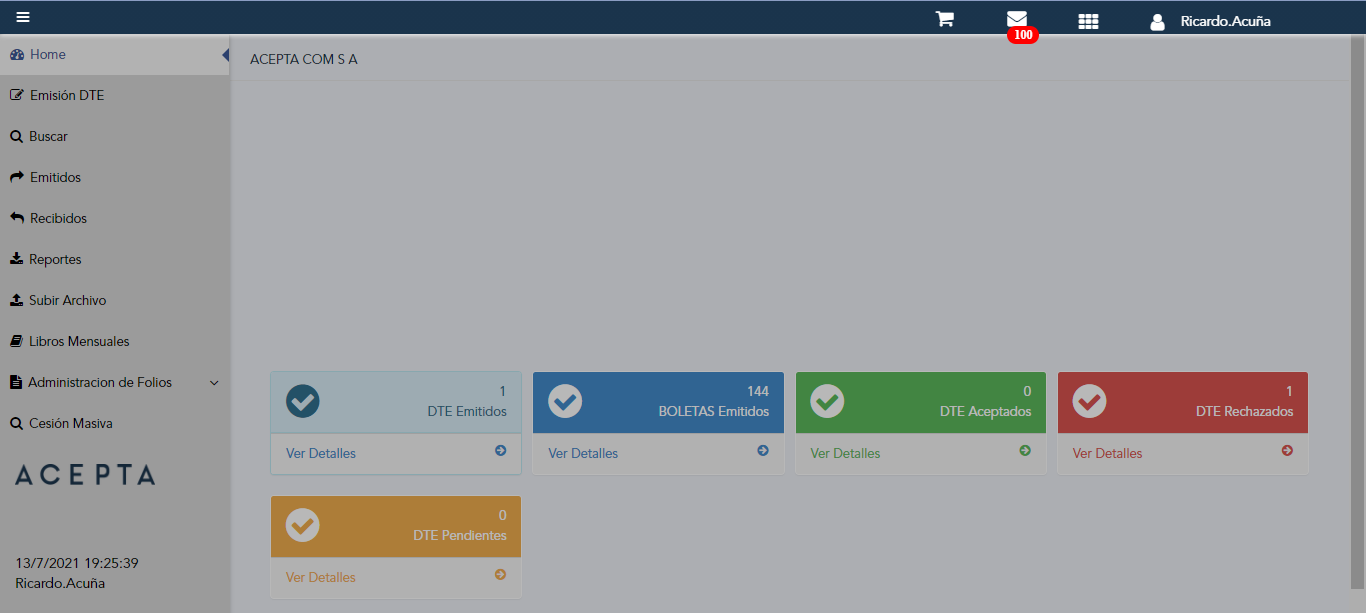 100
Ricardo.Acuña
Home
Emisión DTE
Buscar
Emitidos
Recibidos
Reportes
Subir Archivo
Libros Mensuales
Administracion de Folios
Cesión Masiva
ACEPTA
13/7/2021 19:25:39
Ricardo.Acuña
ACEPTA COM S A
1
DTE Emitidos
Ver Detalles
144
BOLETAS Emitidos
Ver Detalles
0
DTE Aceptados
Ver Detalles
1
DTE Rechazados
Ver Detalles
0
DTE Pendientes
Ver Detalles